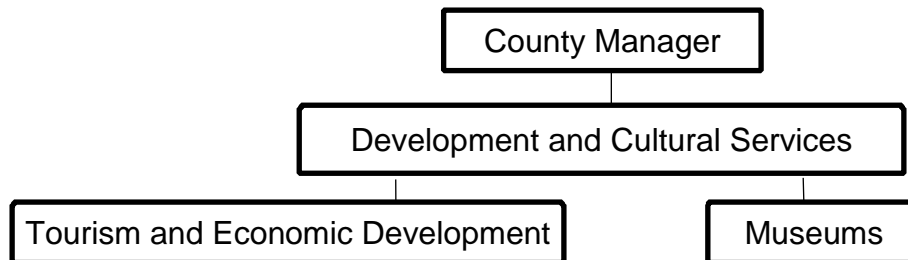 County Manager
Development and Cultural Services
Tourism and Economic Development
Museums